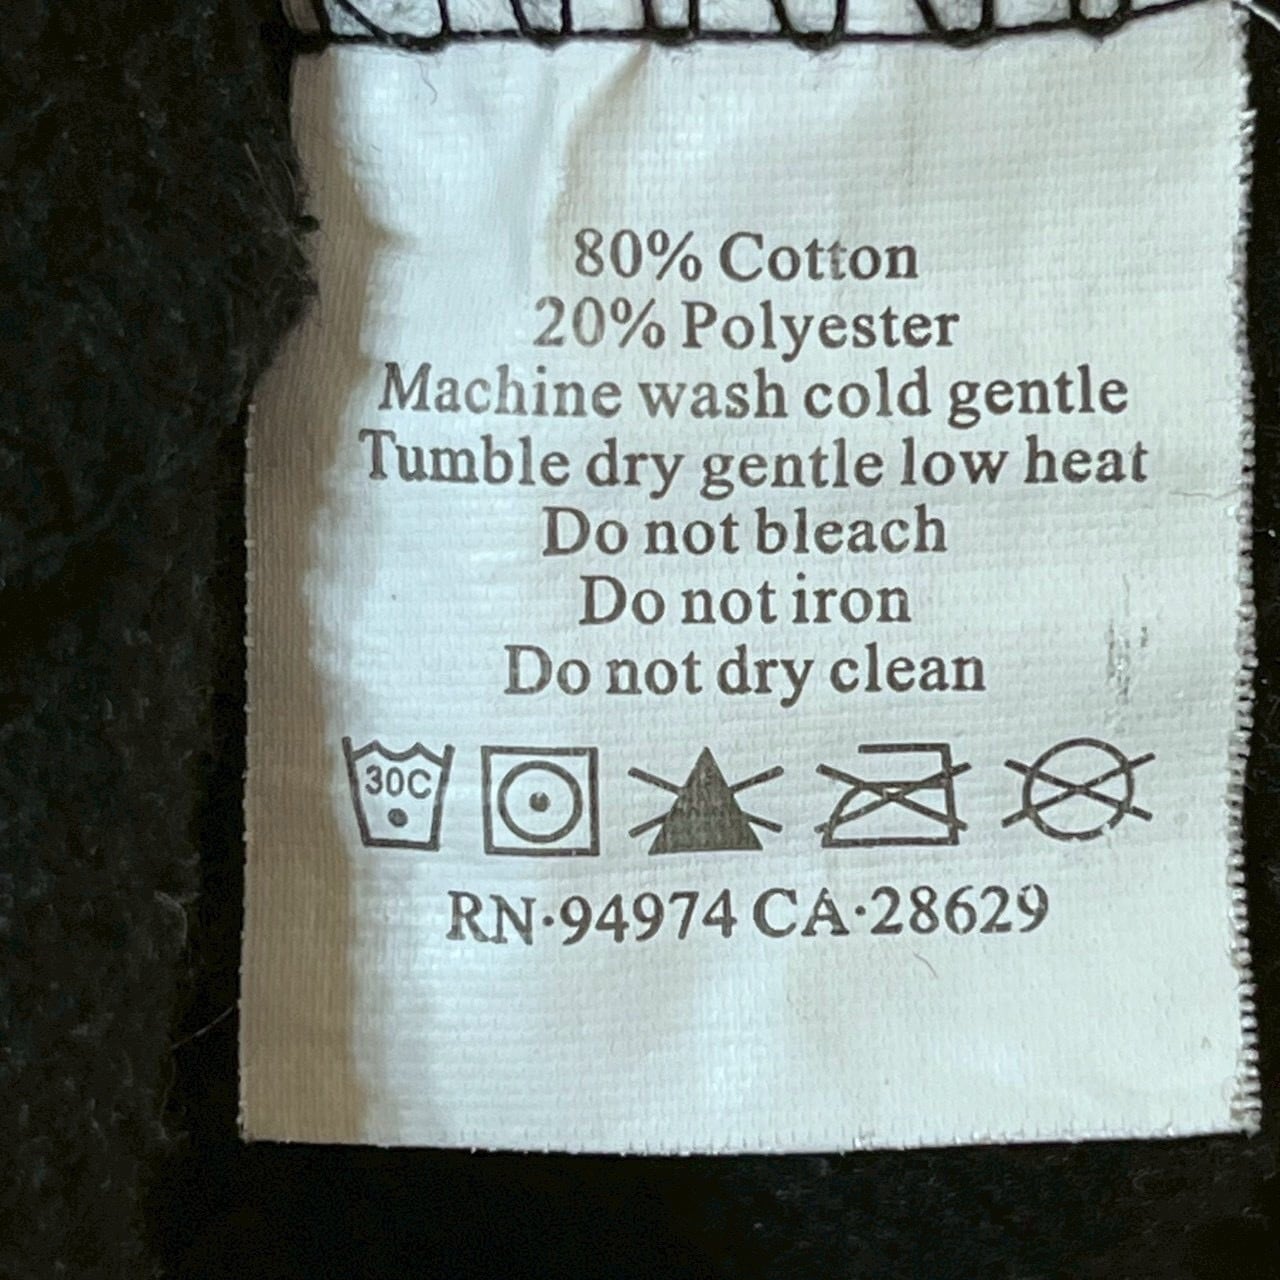 80% Cotton
20% Polyester
Machine wash cold gentle
Tumble dry gentle low heat
Do not bleach
Do not iron
Do not dry clean
30C
RN·94974 CA·28629